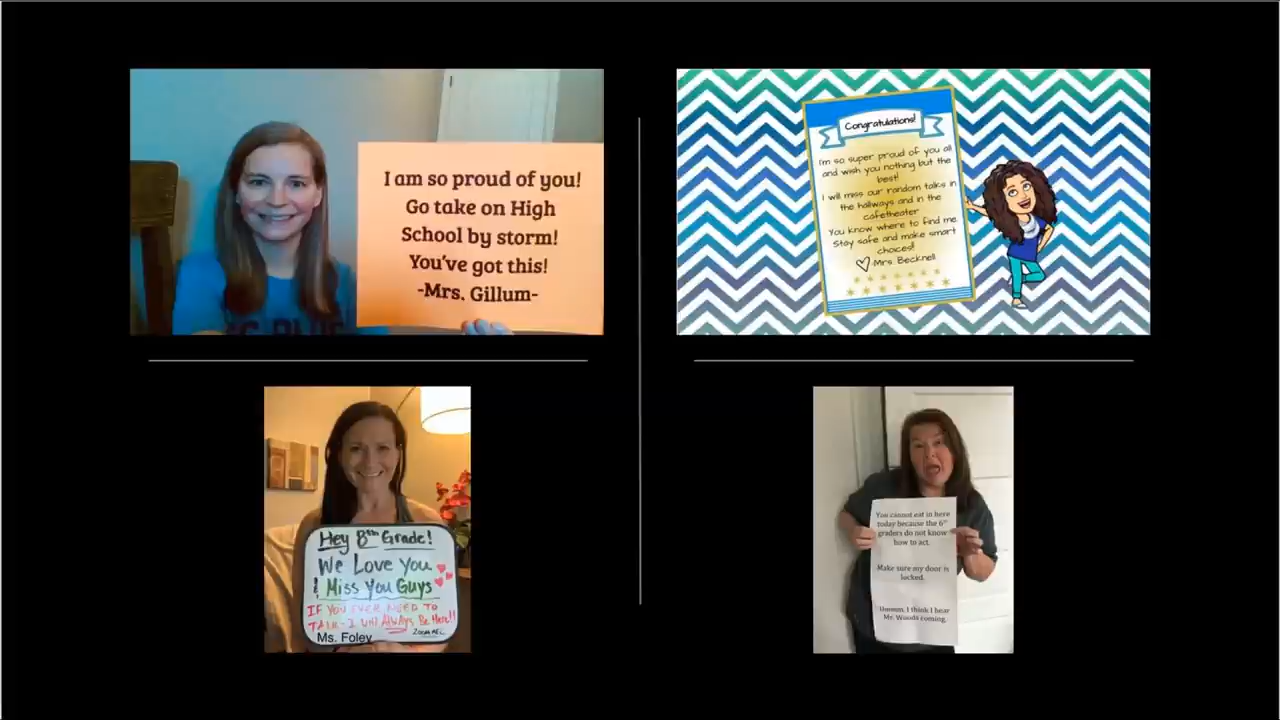 I am so proud of you!
Go take on High
School by storm!
You've got this!
-Mrs. Gillum-
Congratulations!
I'm so super proud of you all
and wish you nothing but the
best!
I will miss our random talks in
the hallways and in the
cafetheater
You know where to find me.
Stay safe and make smart
choices!!
Mrs. Becknell
Hey 8th Grade!
We Love You
& Miss You Guys
IF YOU EVER NEED TO
TALK- I will Always Be Here!!
Ms. Foley
You cannot eat in here
today because the 6th
graders do not know
how to act.
Make sure my door is
locked.
I think I hear
Mr. Woods coming.